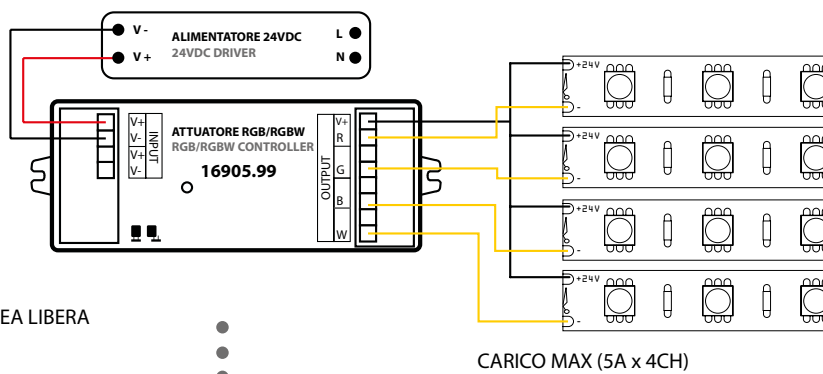 V -
ALIMENTATORE 24VDC
L
V +
24VDC DRIVER
N
V+
V-
V+
V-
INPUT
ATTUATORE RGB/RGBW
RGB/RGBW CONTROLLER
16905.99
OUTPUT
V+
R
G
B
W
+24V
-
+24V
-
+24V
-
+24V
-
EA LIBERA
CARICO MAX (5A x 4CH)